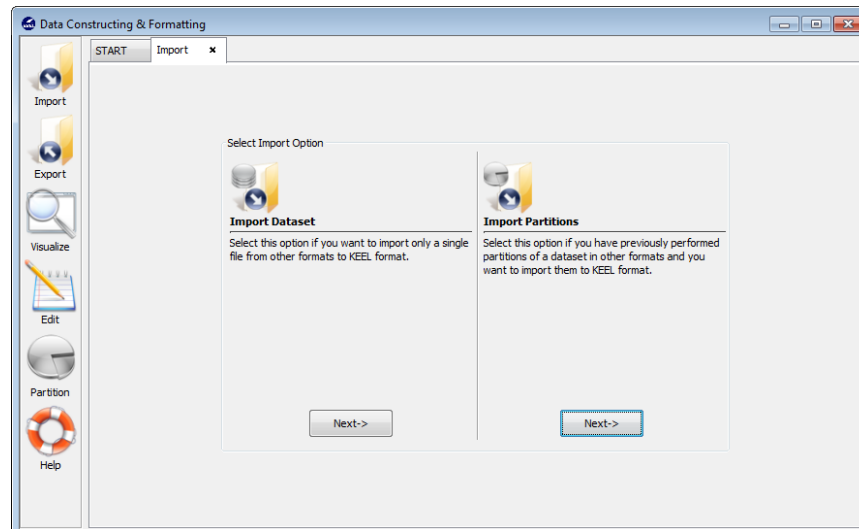 Data Constructing & Formatting
START
Import
Import
Export
Visualize
Edit
Partition
Help
Select Import Option
Import Dataset
Select this option if you want to import only a single
file from other formats to KEEL format.
Next->
Import Partitions
Select this option if you have previously performed
partitions of a dataset in other formats and you
want to import them to KEEL format.
Next->